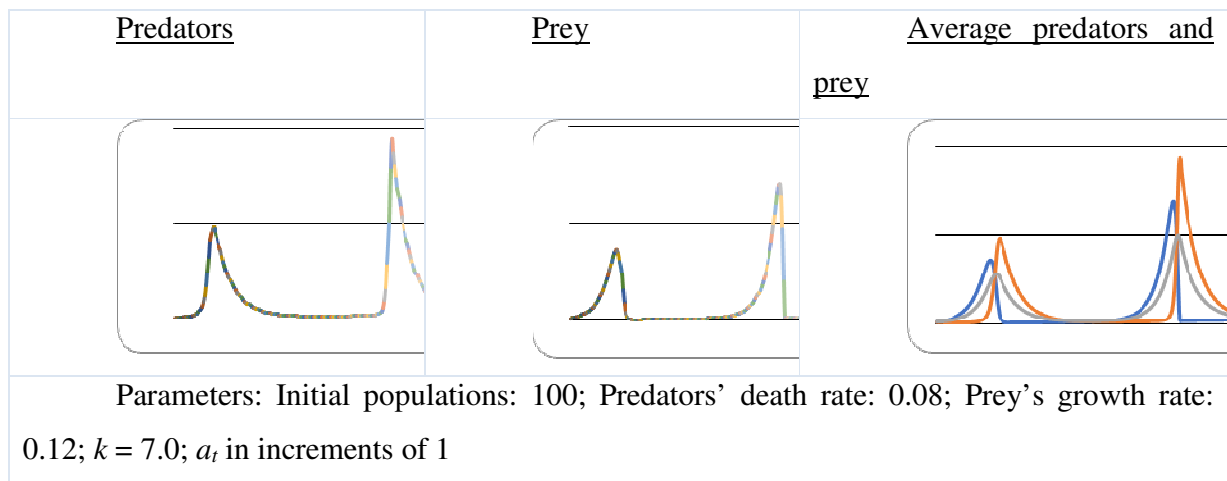 Predators
Prey
Average predators and
prey
Parameters: Initial populations: 100; Predators’ death rate: 0.08; Prey’s growth rate:
0.12; k = 7.0; at in increments of 1